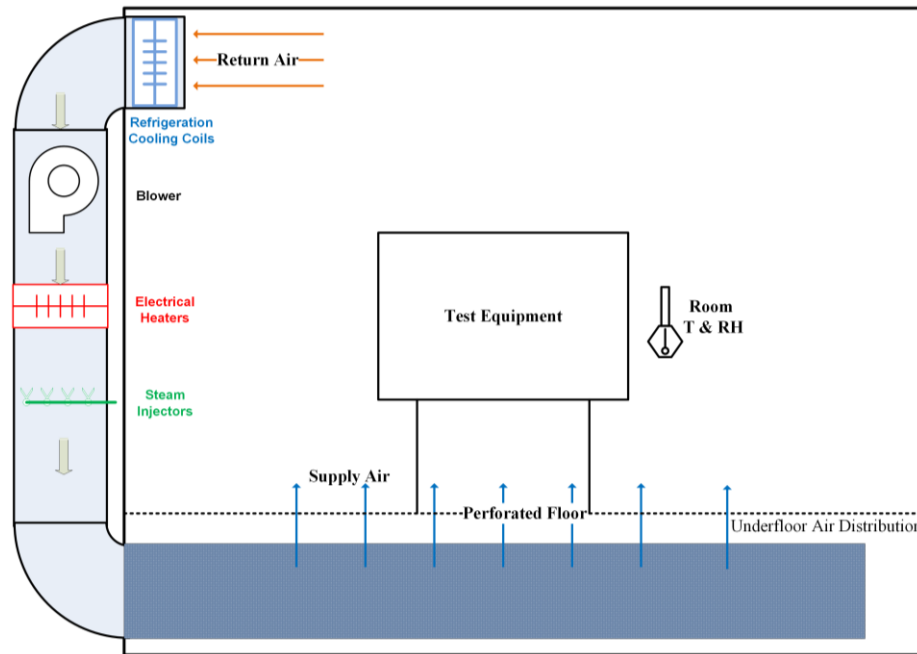 Return Air
Refrigeration
Cooling Coils
Blower
Electrical
Heaters
Test Equipment
Room
T & RH
Steam
Injectors
Supply Air
Perforated Floor
Underfloor Air Distribution